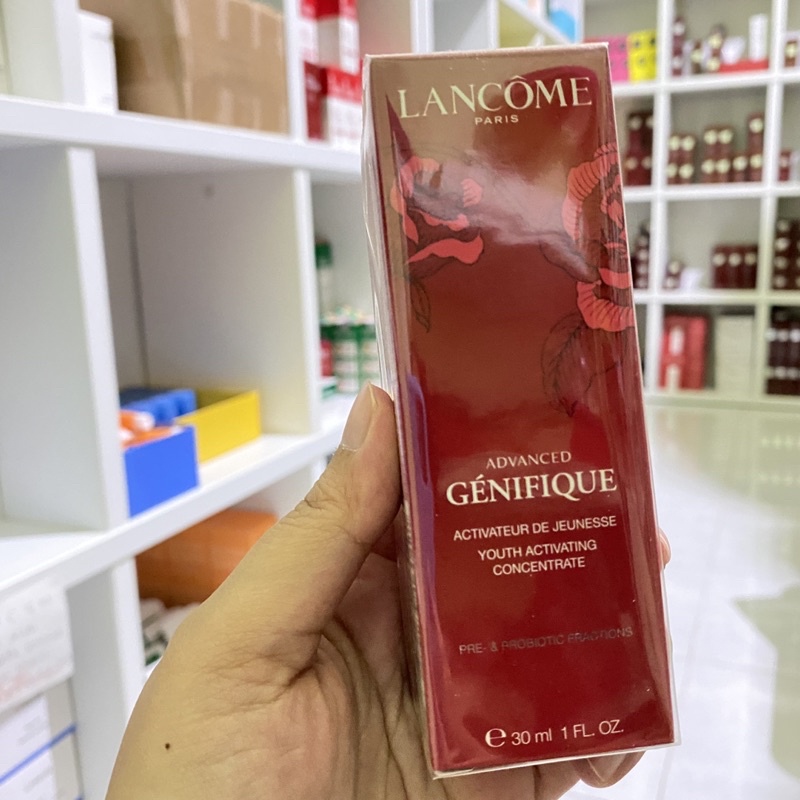 LANCÔME
PARIS
ADVANCED
GÉNIFIQUE
ACTIVATEUR DE JEUNESSE
YOUTH ACTIVATING
CONCENTRATE
PRE- & PROBIOTIC FRACTIONS
℮ 30 ml 1 FL. OZ.